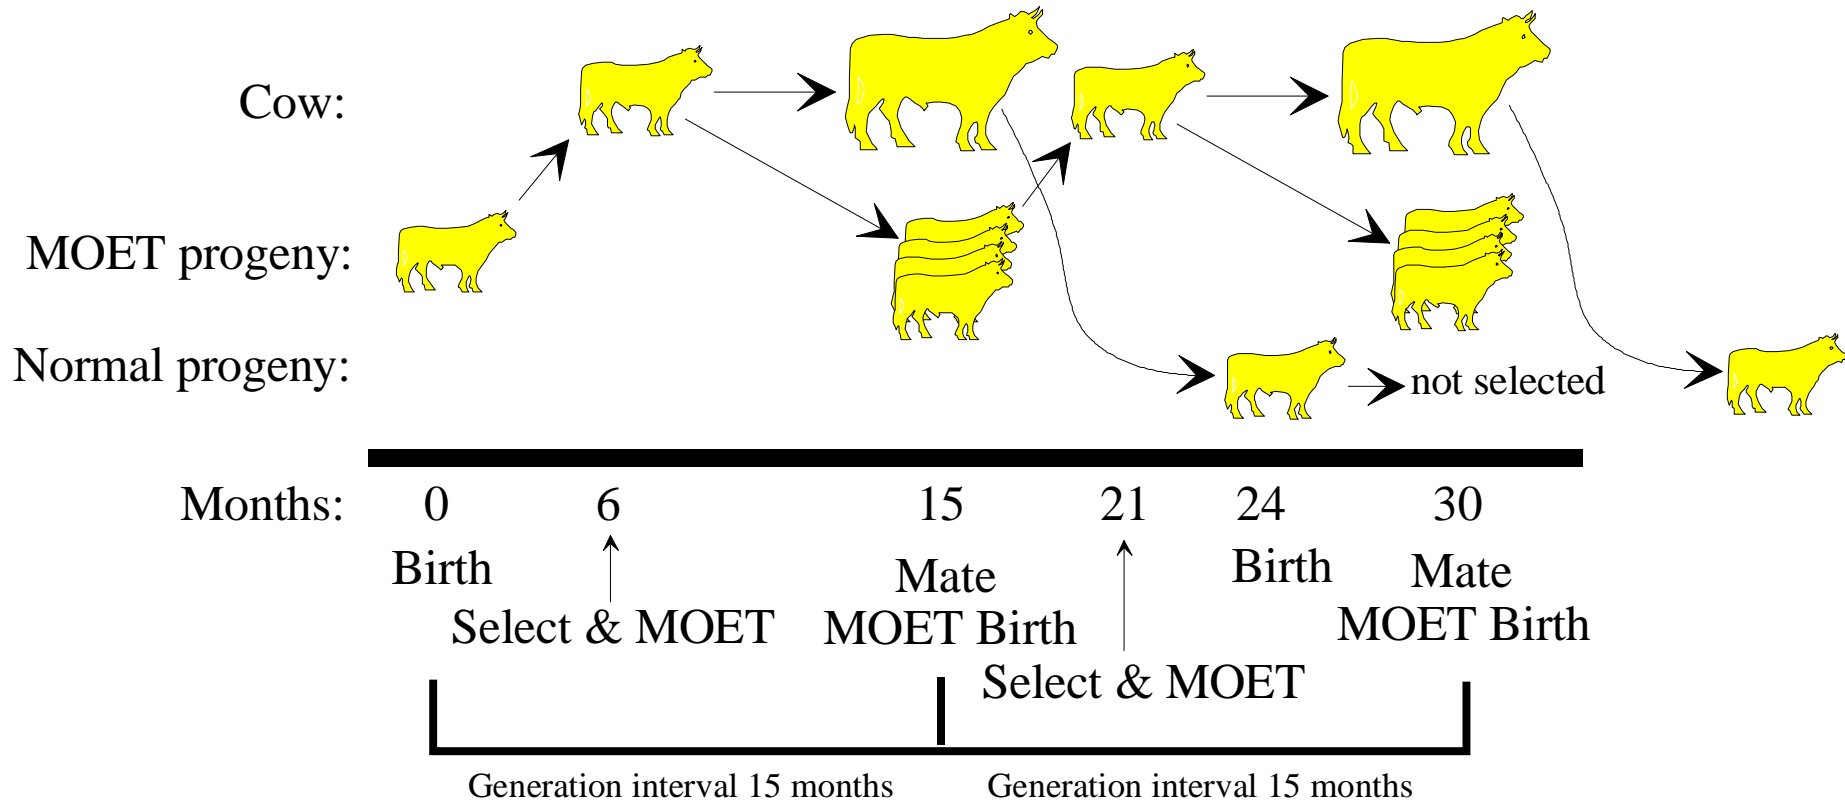 Cow:
MOET progeny:
Normal progeny:
not selected
Months: 0 6 15 21 24 30
Birth Mate Birth Mate
Select & MOET MOET Birth MOET Birth
Select & MOET
Generation interval 15 months Generation interval 15 months